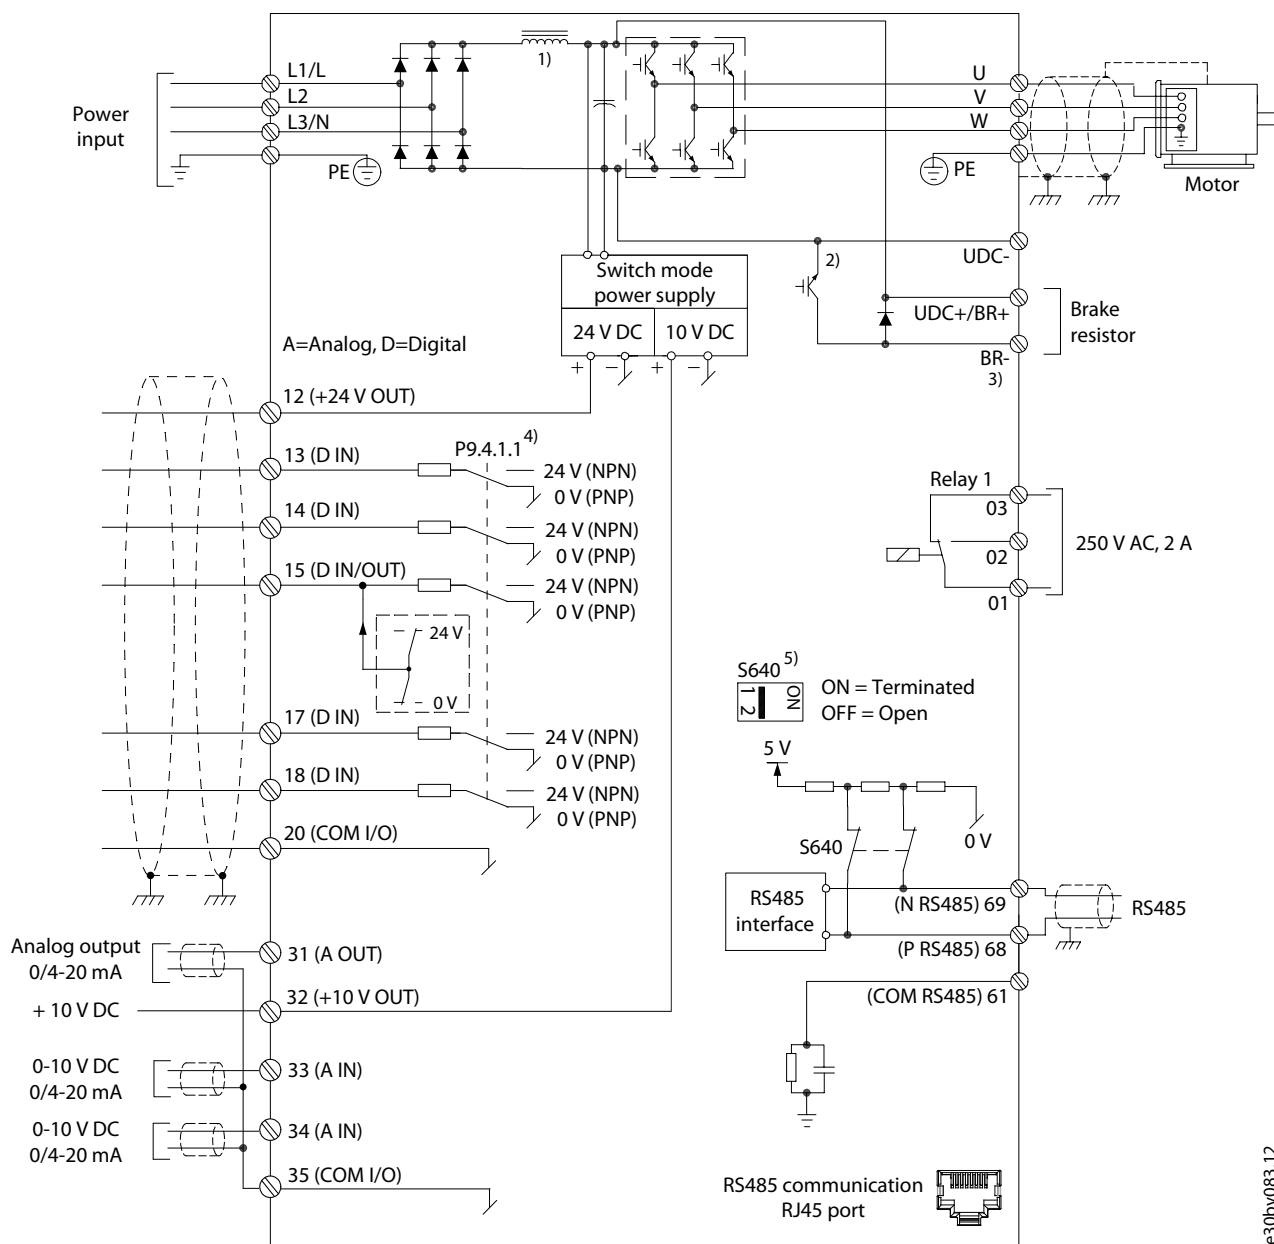 1)
L1/L
L2
L3/N
Power
input
PE
U
V
W
PE
Motor
UDC-
2)
Switch mode
power supply
24 V DC
10 V DC
+
-
+
-
UDC+/BR+
BR-
3)
Brake
resistor
A=Analog, D=Digital
12 (+24 V OUT)
P9.4.1.1 4)
13 (D IN)
24 V (NPN)
0 V (PNP)
14 (D IN)
24 V (NPN)
0 V (PNP)
15 (D IN/OUT)
24 V (NPN)
0 V (PNP)
24 V
0 V
17 (D IN)
24 V (NPN)
0 V (PNP)
18 (D IN)
24 V (NPN)
0 V (PNP)
20 (COM I/O)
Relay 1
03
02
01
250 V AC, 2 A
S640 5)
1 2
ON
ON = Terminated
OFF = Open
5 V
0 V
S640
RS485
interface
(N RS485) 69
(P RS485) 68
RS485
(COM RS485) 61
Analog output
0/4-20 mA
31 (A OUT)
+ 10 V DC
32 (+10 V OUT)
0-10 V DC
0/4-20 mA
33 (A IN)
0-10 V DC
0/4-20 mA
34 (A IN)
35 (COM I/O)
RS485 communication
RJ45 port
e30bv083.12